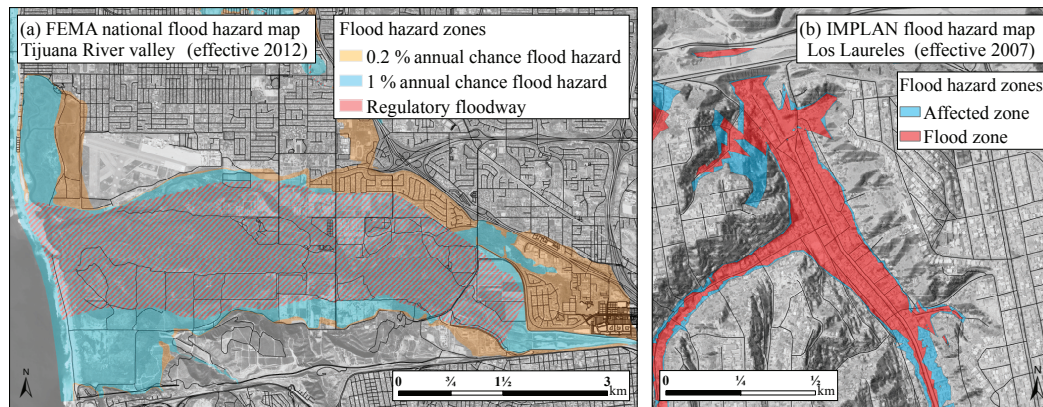 (a) FEMA national flood hazard map
Tijuana River valley (effective 2012)
Flood hazard zones
0.2 % annual chance flood hazard
1 % annual chance flood hazard
Regulatory floodway
N
0 ¾ 1½ 3
km
(b) IMPLAN flood hazard map
Los Laureles (effective 2007)
Flood hazard zones
Affected zone
Flood zone
0 ¼ ½
km
N